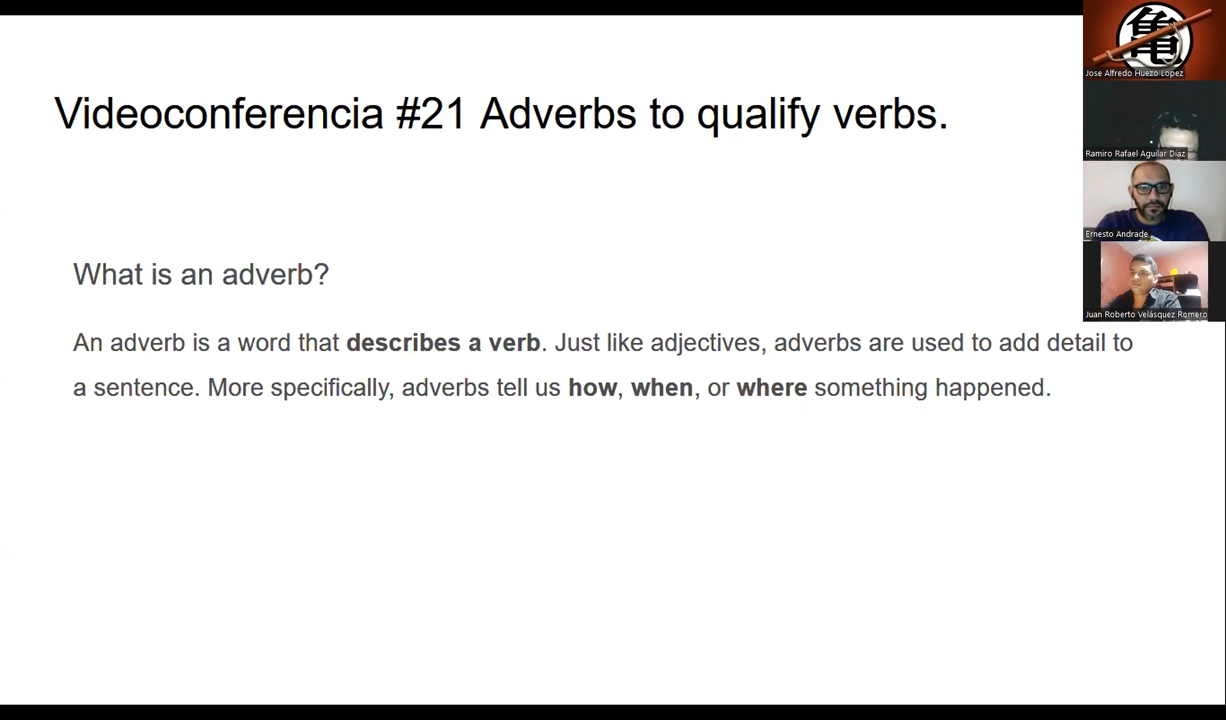 Videoconferencia #21 Adverbs to qualify verbs.
What is an adverb?
An adverb is a word that describes a verb. Just like adjectives, adverbs are used to add detail to
a sentence. More specifically, adverbs tell us how, when, or where something happened.
亀
Jose Alfredo Huezo Lopez
Ramiro Rafael Aguilar Díaz
Ernesto Andrade
Juan Roberto Velásquez Romero